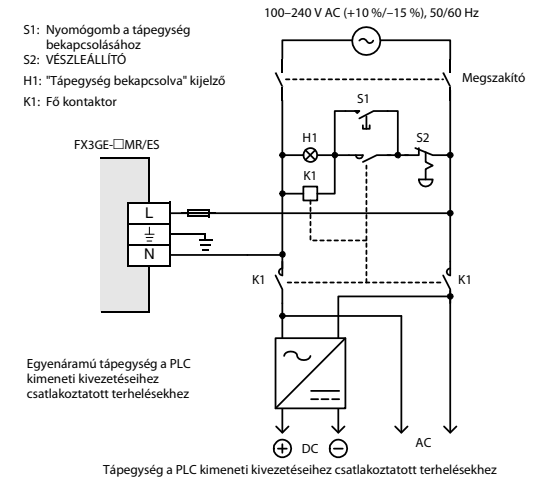 100–240 V AC (+10 %/–15 %), 50/60 Hz
S1: Nyomógomb a tápegység
bekapcsolásához
S2: VÉSZLEÁLLÍTÓ
H1: "Tápegység bekapcsolva" kijelző
K1: Fő kontaktor
Megszakító
S1
FX3GE-□MR/ES
H1
S2
K1
L
N
K1
K1
Egyenáramú tápegység a PLC
kimeneti kivezetéseihez
csatlakoztatott terhelésekhez
+ DC –
AC
Tápegység a PLC kimeneti kivezetéseihez csatlakoztatott terhelésekhez